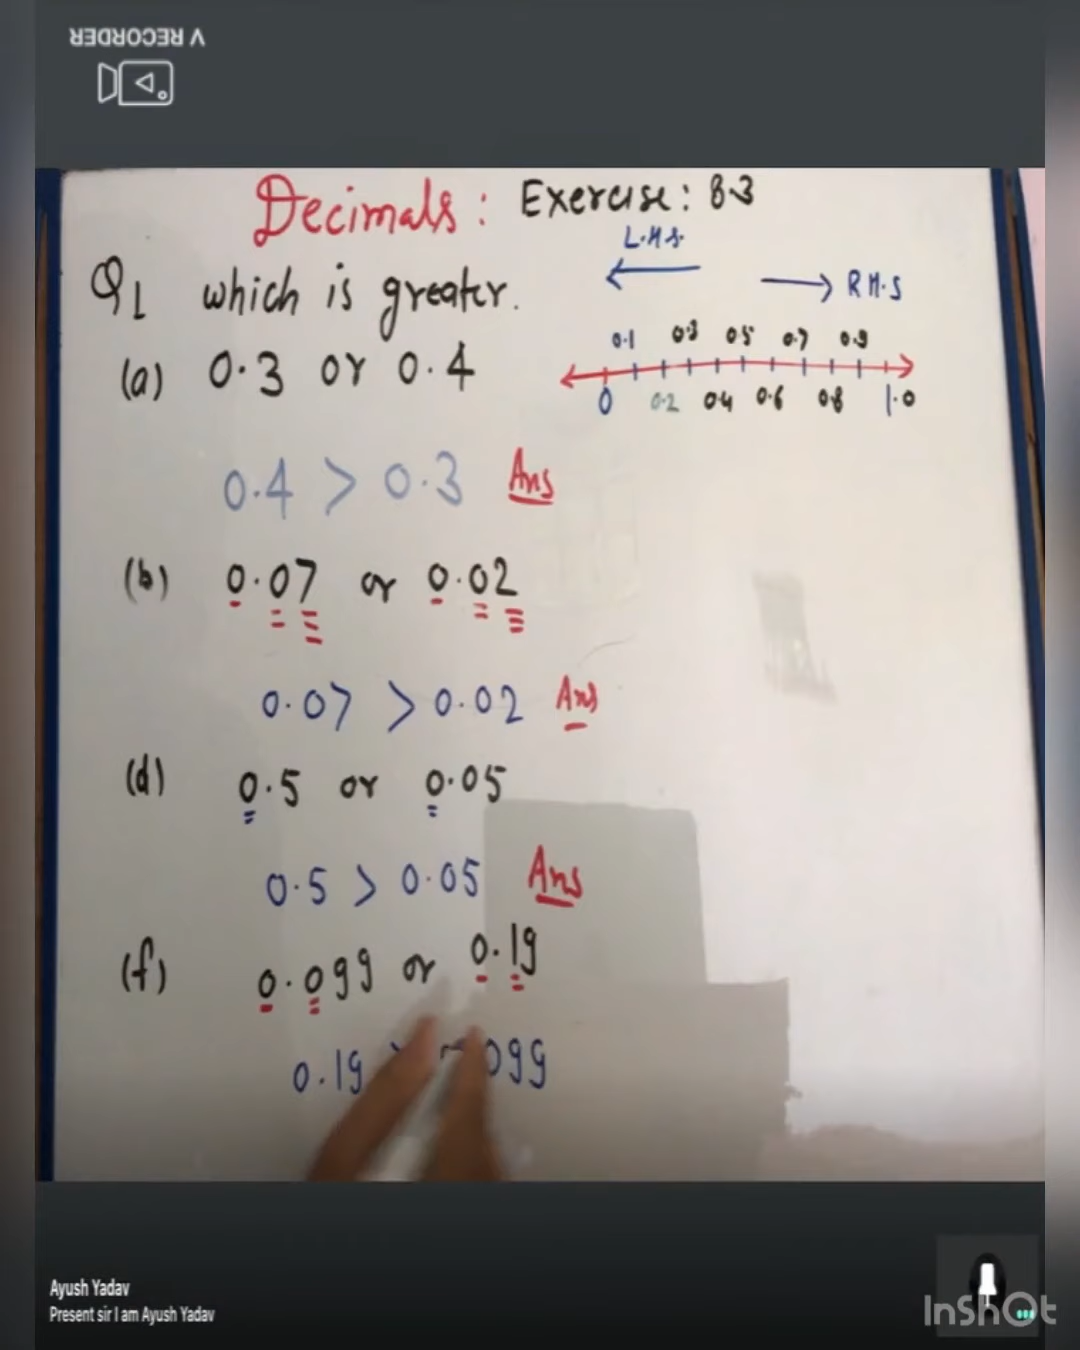 V RECORDER
Decimals: Exercise: 8.3
L.H.S.
R H.S
Q1 which is greater.
0.1 0.3 0.5 0.7 0.9
0 0.2 0.4 0.6 0.8 1.0
(a) 0.3 or 0.4
0.4 > 0.3 Ans
(b) 0.07 or 0.02
0.07 > 0.02 Ans
(d) 0.5 or 0.05
0.5 > 0.05 Ans
(f) 0.099 or 0.19
0.19 099
Ayush Yadav
Present sir I am Ayush Yadav
InShOt